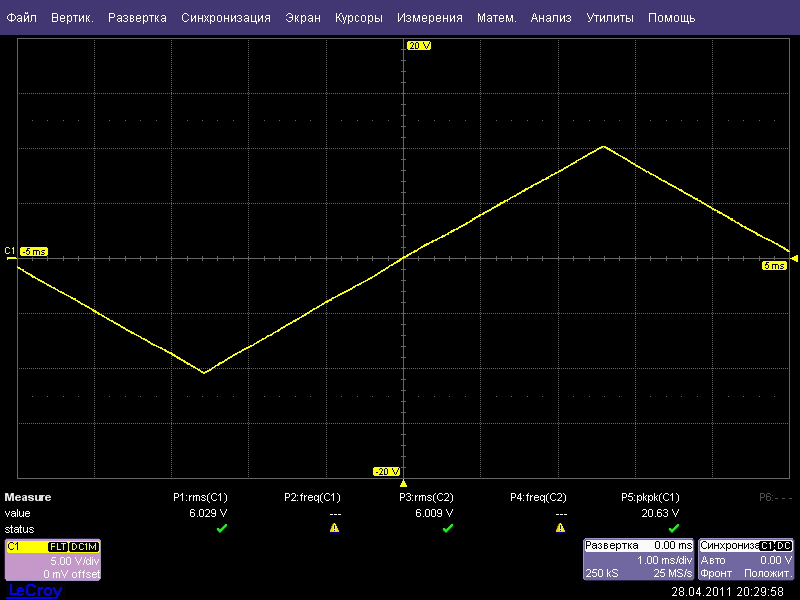 Файл Вертик. Развертка Синхронизация Экран Курсоры Измерения Матем. Анализ Утилиты Помощь
20 V
C1 -5 ms
5 ms
-20 V
Measure P1:rms(C1) P2:freq(C1) P3:rms(C2) P4:freq(C2) P5:pkpk(C1) P6:- - -
value 6.029 V --- 6.009 V --- 20.63 V
status
C1 FLT DC1M
5.00 V/div
0 mV offset
Развертка 0.00 ms
1.00 ms/div
250 kS 25 MS/s
Синхрониза C1 DC
Авто 0.00 V
Фронт Положит.
LeCroy
28.04.2011 20:29:58